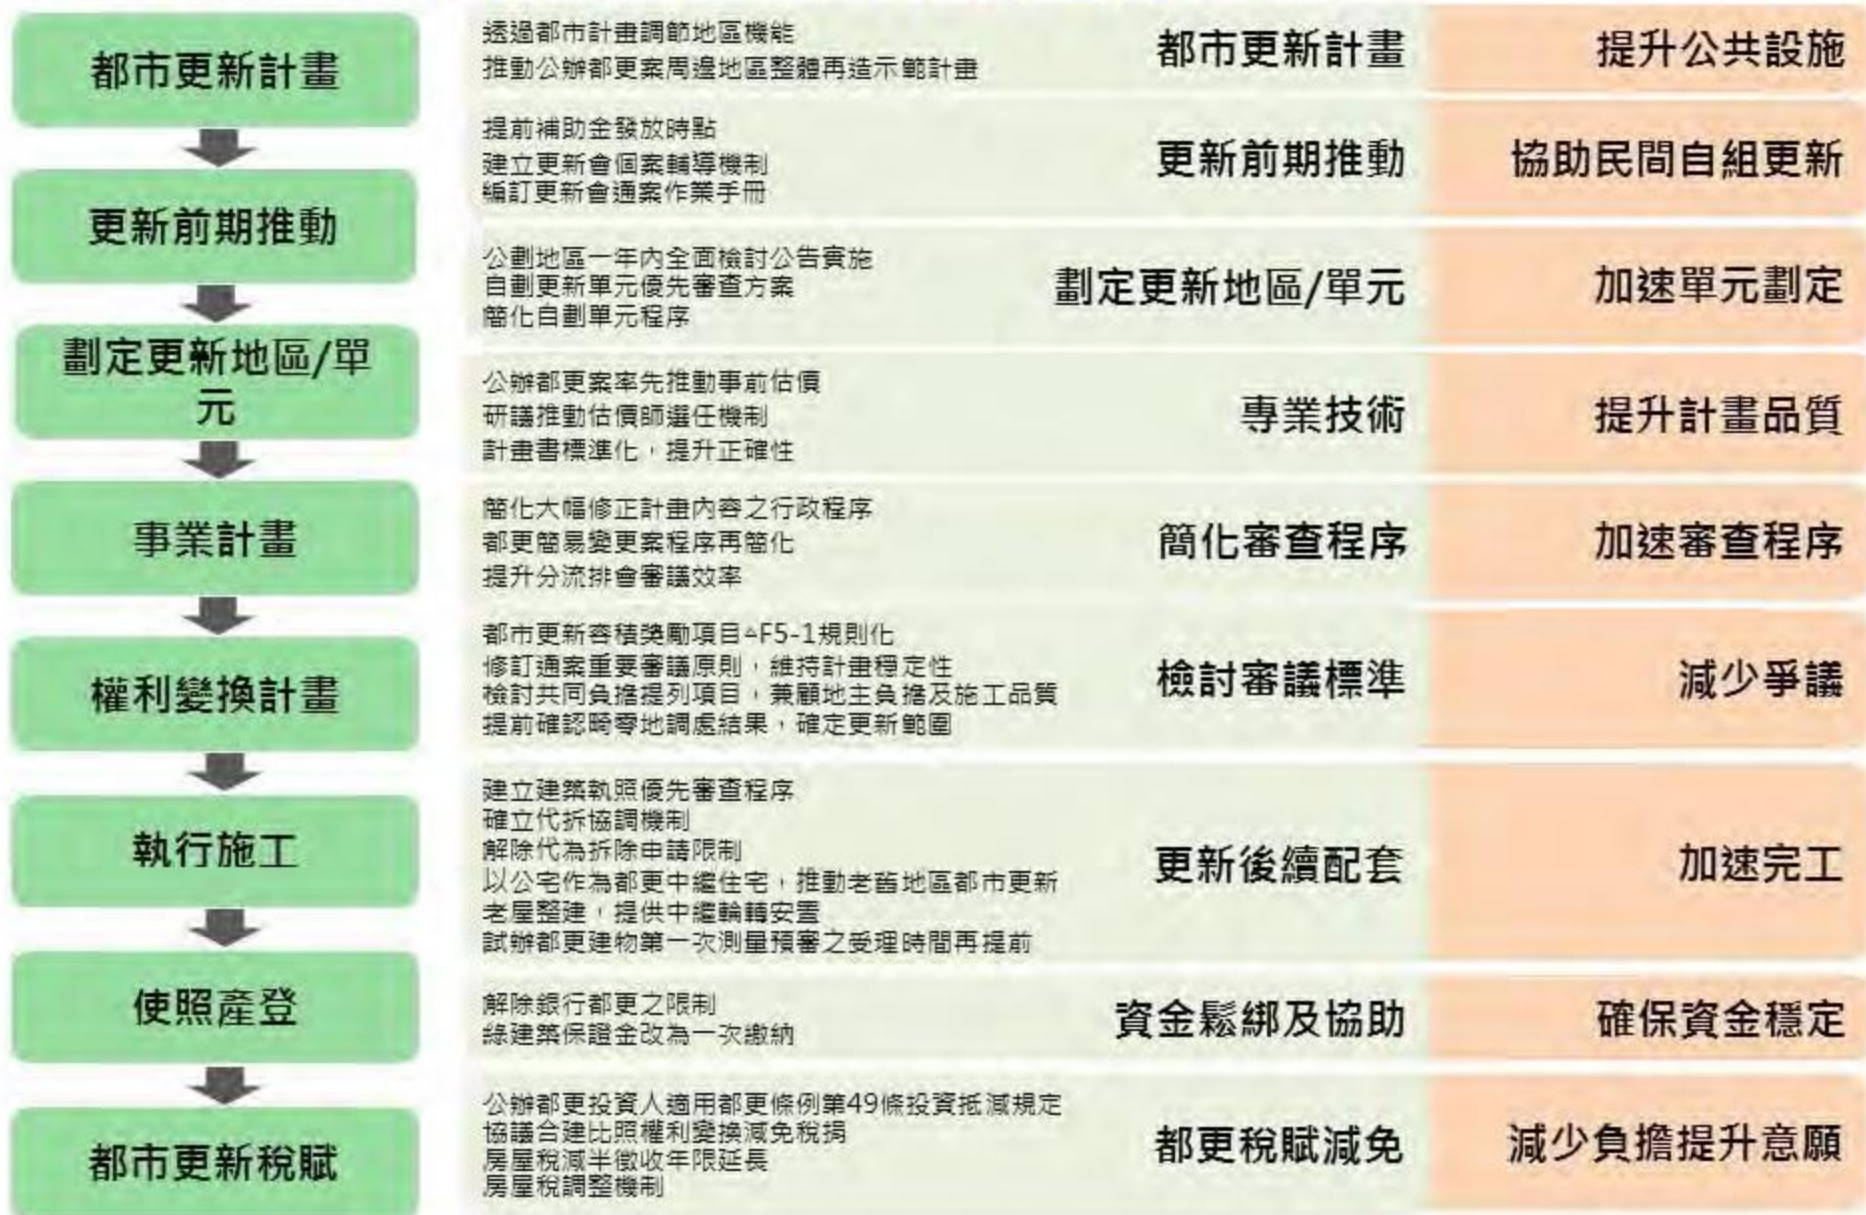 都市更新計畫
更新前期推動
劃定更新地區/單
元
事業計畫
權利變換計畫
執行施工
使照產登
都市更新稅賦
透過都市計畫調節地區機能
推動公辦都更案周邊地區整體再造示範計畫
都市更新計畫
提升公共設施
提前補助金發放時點
建立更新會個案輔導機制
編訂更新會通案作業手冊
更新前期推動
協助民間自組更新
公劃地區一年內全面檢討公告實施
自劃更新單元優先審查方案
簡化自劃單元程序
劃定更新地區/單元
加速單元劃定
公辦都更案率先推動事前估價
研議推動估價師選任機制
計畫書標準化，提升正確性
專業技術
提升計畫品質
簡化大幅修正計畫內容之行政程序
都更簡易變更案程序再簡化
提升分流排會審議效率
簡化審查程序
加速審查程序
都市更新容積獎勵項目△F5-1規則化
修訂通案重要審議原則，維持計畫穩定性
檢討共同負擔提列項目，兼顧地主負擔及施工品質
提前確認畸零地調處結果，確定更新範圍
檢討審議標準
減少爭議
建立建築執照優先審查程序
確立代拆協調機制
解除代為拆除申請限制
以公宅作為都更中繼住宅，推動老舊地區都市更新
老屋整建，提供中繼輪轉安置
試辦都更建物第一次測量預審之受理時間再提前
更新後續配套
加速完工
解除銀行都更之限制
綠建築保證金改為一次繳納
資金鬆綁及協助
確保資金穩定
公辦都更投資人適用都更條例第49條投資抵減規定
協議合建比照權利變換減免稅捐
房屋稅減半徵收年限延長
房屋稅調整機制
都更稅賦減免
減少負擔提升意願